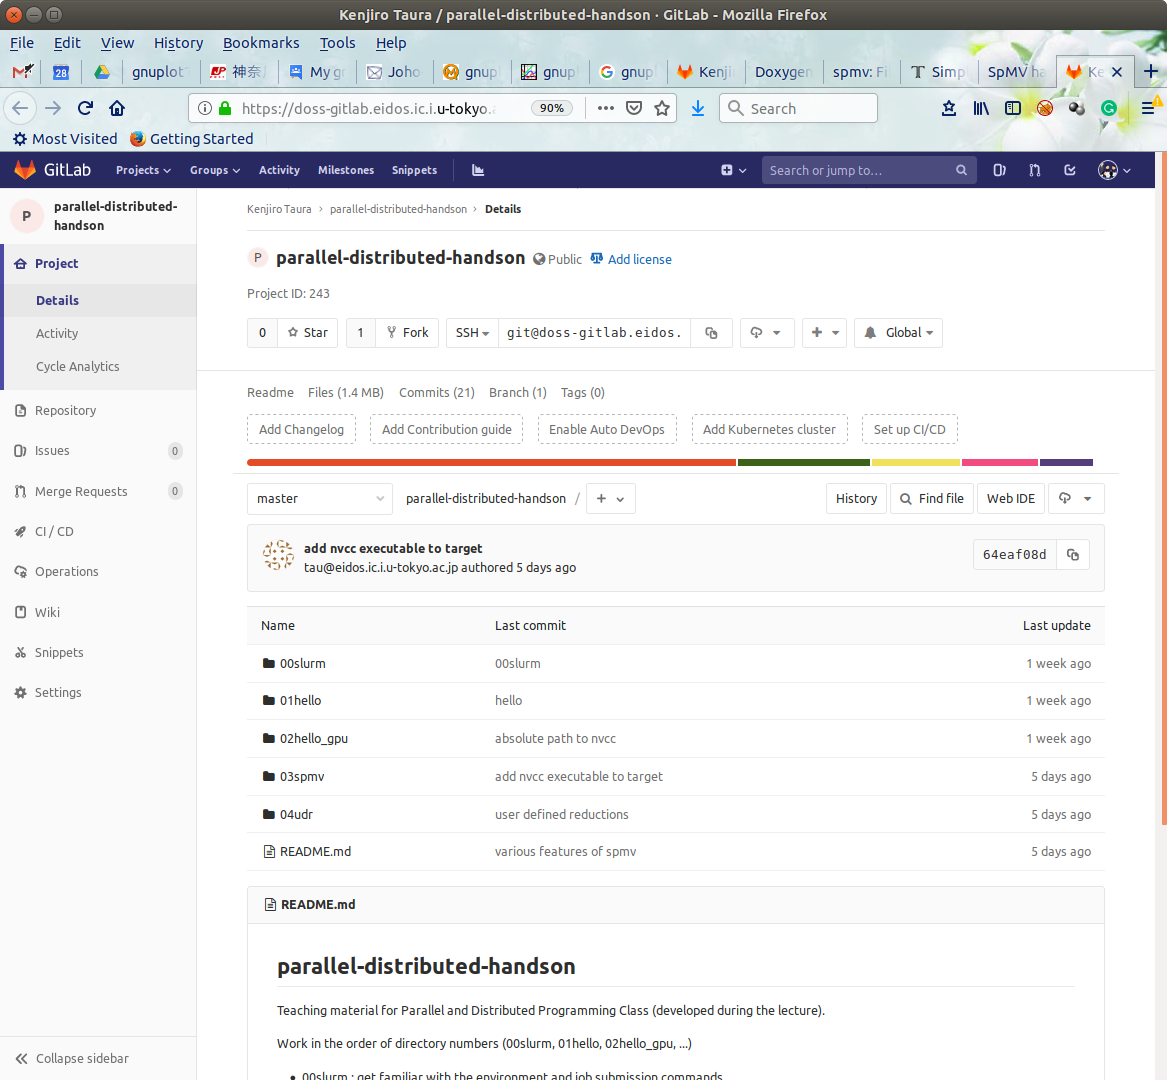 Kenjiro Taura / parallel-distributed-handson · GitLab - Mozilla Firefox
File Edit View History Bookmarks Tools Help
28 gnuplot 神奈 My gr Joho gnup gnup gnup Kenji Doxygen spmv: Fi Simp SpMV ha Ke
https://doss-gitlab.eidos.ic.i.u-tokyo. 90% Search
Most Visited Getting Started
GitLab Projects Groups Activity Milestones Snippets Search or jump to…
P parallel-distributed-handson
Project
Details
Activity
Cycle Analytics
Repository
Issues 0
Merge Requests 0
CI / CD
Operations
Wiki
Snippets
Settings
Collapse sidebar
Kenjiro Taura › parallel-distributed-handson › Details
P parallel-distributed-handson Public Add license
Project ID: 243
0 Star 1 Fork SSH git@doss-gitlab.eidos. Global
Readme Files (1.4 MB) Commits (21) Branch (1) Tags (0)
Add Changelog Add Contribution guide Enable Auto DevOps Add Kubernetes cluster Set up CI/CD
master parallel-distributed-handson / + History Find file Web IDE
add nvcc executable to target
tau@eidos.ic.i.u-tokyo.ac.jp authored 5 days ago
64eaf08d
Name Last commit Last update
00slurm 00slurm 1 week ago
01hello hello 1 week ago
02hello_gpu absolute path to nvcc 1 week ago
03spmv add nvcc executable to target 5 days ago
04udr user defined reductions 5 days ago
README.md various features of spmv 5 days ago
README.md
parallel-distributed-handson
Teaching material for Parallel and Distributed Programming Class (developed during the lecture).
Work in the order of directory numbers (00slurm, 01hello, 02hello_gpu, ...)
• 00slurm : get familiar with the environment and job submission commands